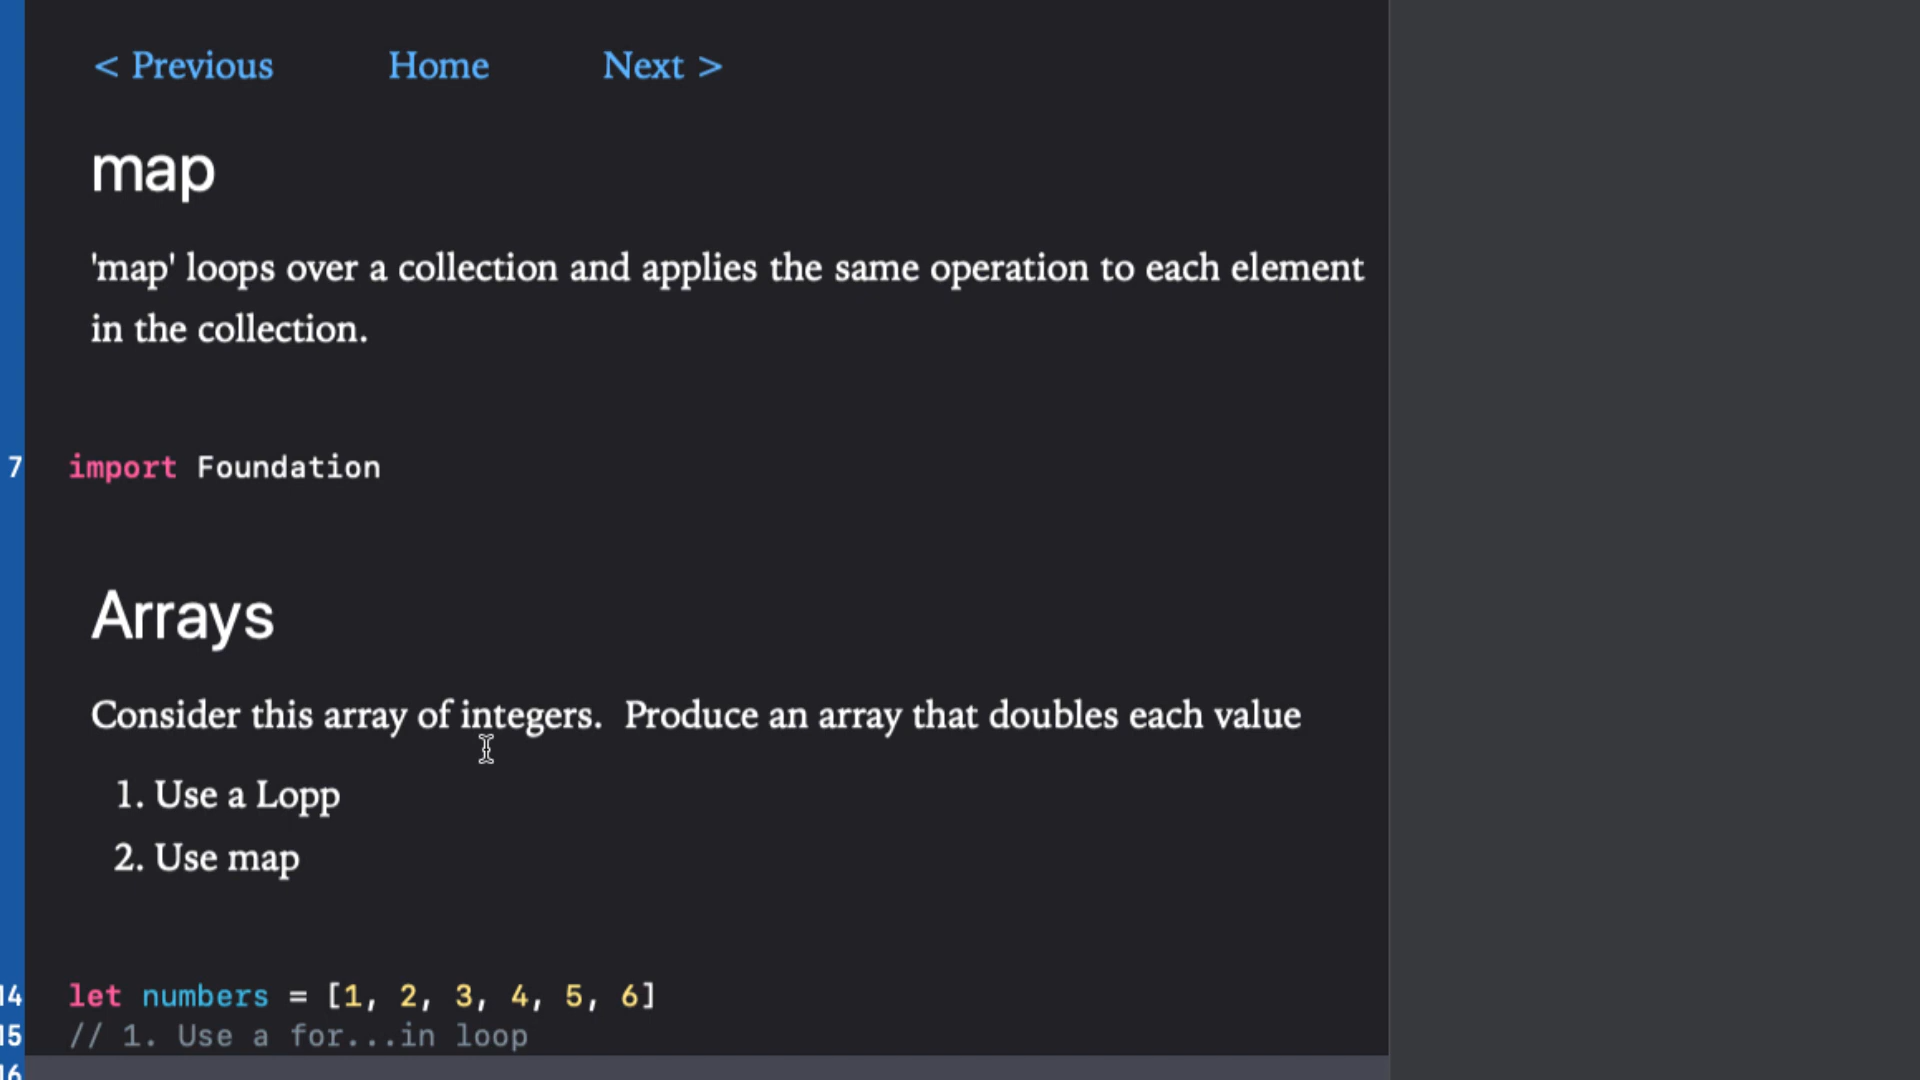 < Previous Home Next >
map
'map' loops over a collection and applies the same operation to each element
in the collection.
7 import Foundation
Arrays
Consider this array of integers.  Produce an array that doubles each value
1. Use a Lopp
2. Use map
14 let numbers = [1, 2, 3, 4, 5, 6]
15 // 1. Use a for...in loop
16